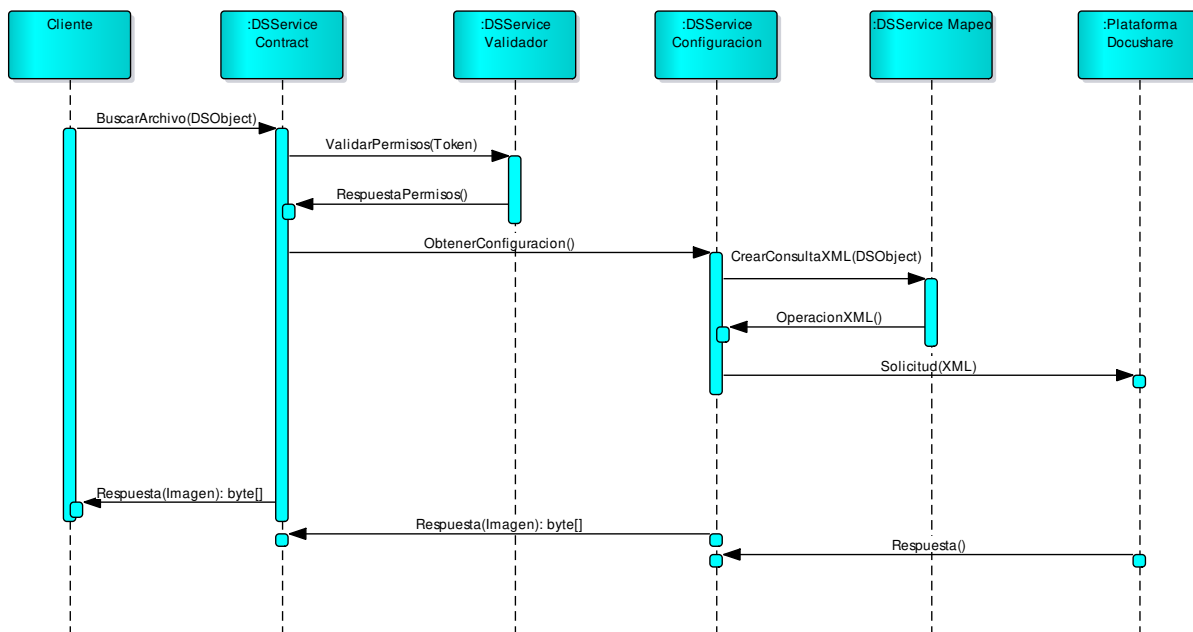 Cliente
:DSService
Contract
:DSService
Validador
:DSService
Configuracion
:DSService Mapeo
:Plataforma
Docushare
BuscarArchivo(DSObject)
ValidarPermisos(Token)
RespuestaPermisos()
ObtenerConfiguracion()
CrearConsultaXML(DSObject)
OperacionXML()
Solicitud(XML)
Respuesta(Imagen): byte[]
Respuesta(Imagen): byte[]
Respuesta()